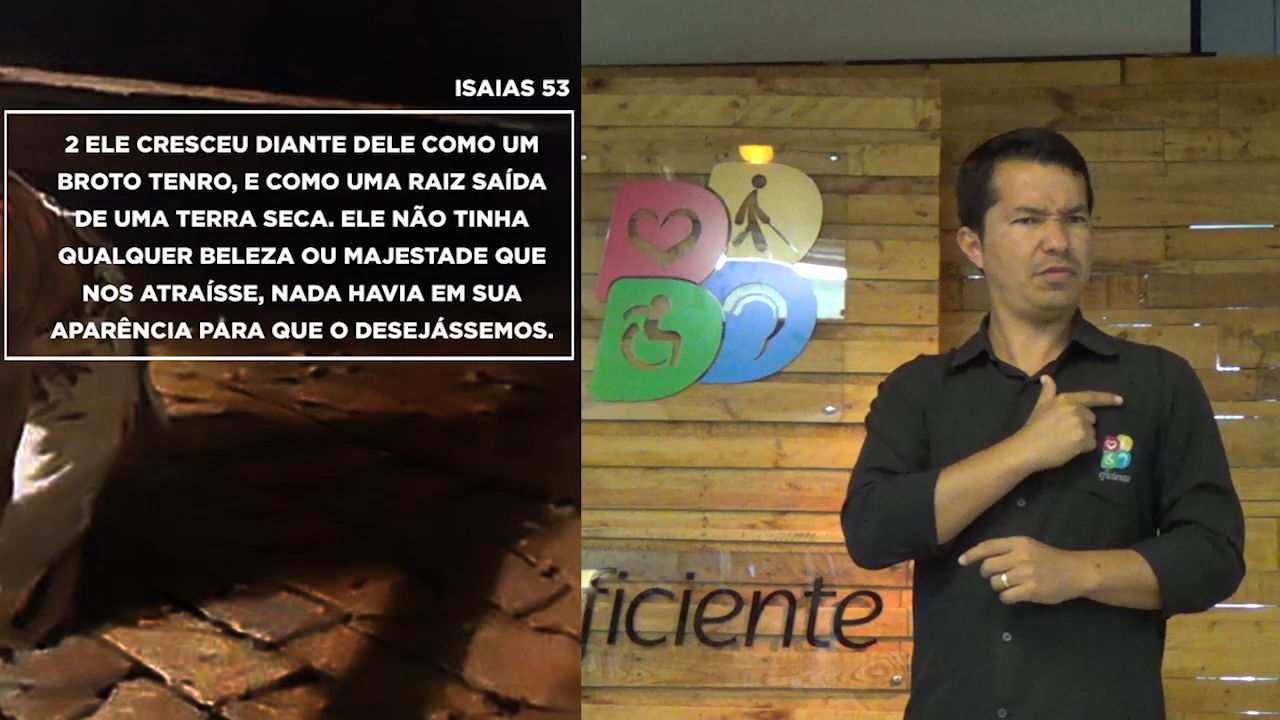 ISAIAS 53
2 ELE CRESCEU DIANTE DELE COMO UM
BROTO TENRO, E COMO UMA RAIZ SAÍDA
DE UMA TERRA SECA. ELE NÃO TINHA
QUALQUER BELEZA OU MAJESTADE QUE
NOS ATRAÍSSE, NADA HAVIA EM SUA
APARÊNCIA PARA QUE O DESEJÁSSEMOS.
eficiente
ficiente